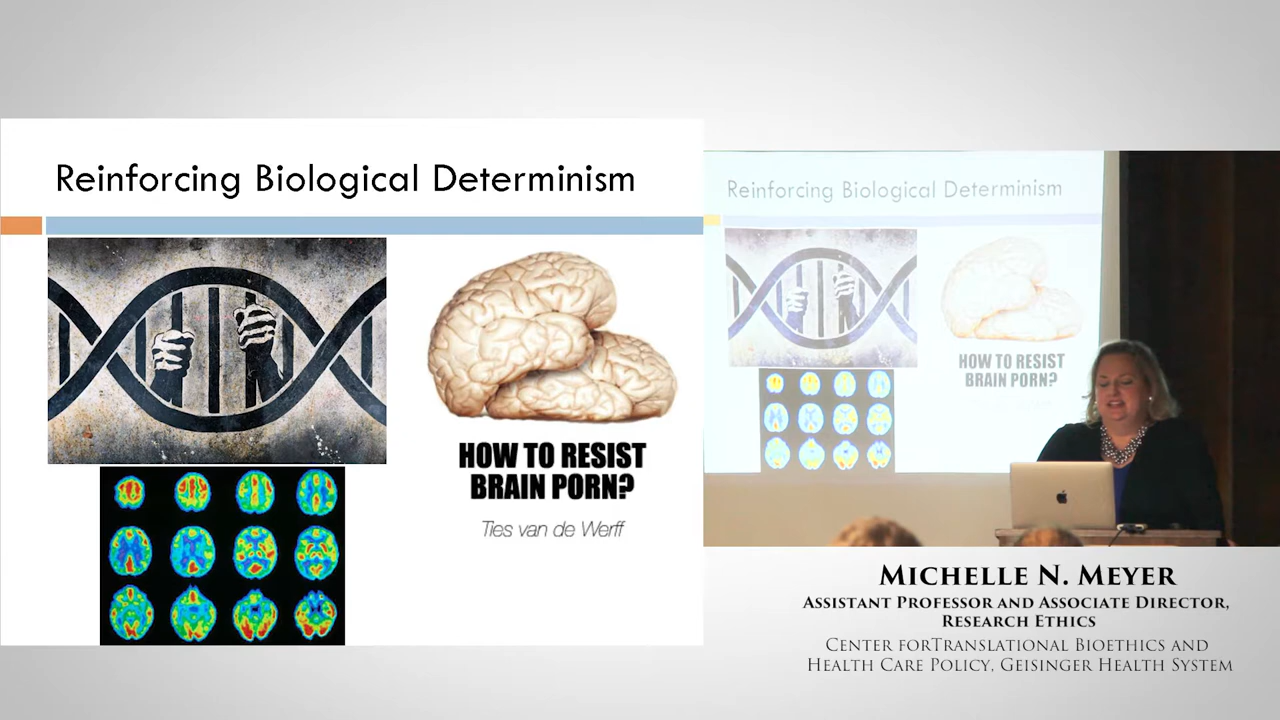 Reinforcing Biological Determinism
HOW TO RESIST
BRAIN PORN?
Ties van de Werff
Reinforcing Biological Determinism
HOW TO RESIST
BRAIN PORN?
MICHELLE N. MEYER
ASSISTANT PROFESSOR AND ASSOCIATE DIRECTOR,
RESEARCH ETHICS
CENTER FORTRANSLATIONAL BIOETHICS AND
HEALTH CARE POLICY, GEISINGER HEALTH SYSTEM